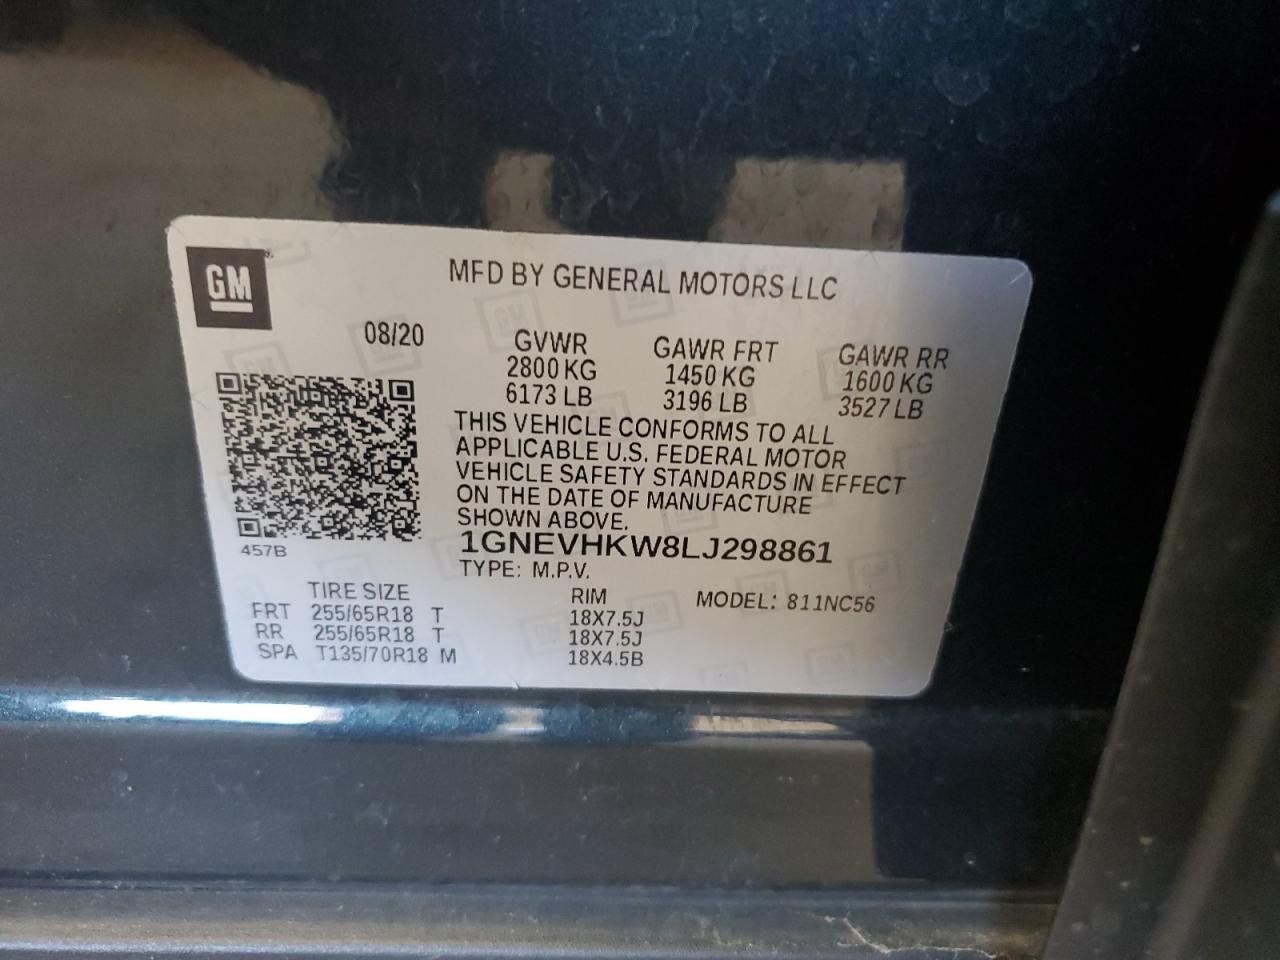 GM
MFD BY GENERAL MOTORS LLC
08/20 GVWR GAWR FRT GAWR RR
2800 KG 1450 KG 1600 KG
6173 LB 3196 LB 3527 LB
THIS VEHICLE CONFORMS TO ALL
APPLICABLE U.S. FEDERAL MOTOR
VEHICLE SAFETY STANDARDS IN EFFECT
ON THE DATE OF MANUFACTURE
SHOWN ABOVE.
457B
1GNEVHKW8LJ298861
TYPE: M.P.V.
TIRE SIZE RIM MODEL: 811NC56
FRT 255/65R18 T 18X7.5J
RR 255/65R18 T 18X7.5J
SPA T135/70R18 M 18X4.5B